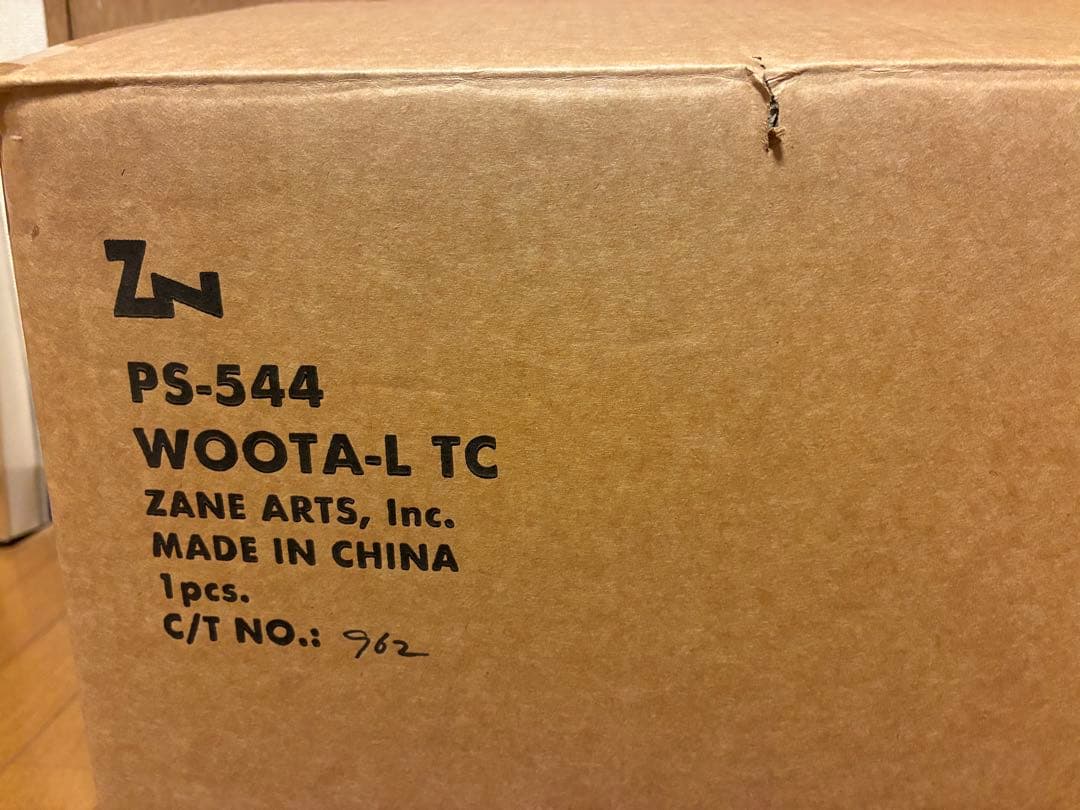 ZN
PS-544
WOOTA-L TC
ZANE ARTS, Inc.
MADE IN CHINA
1pcs.
C/T NO.: 962